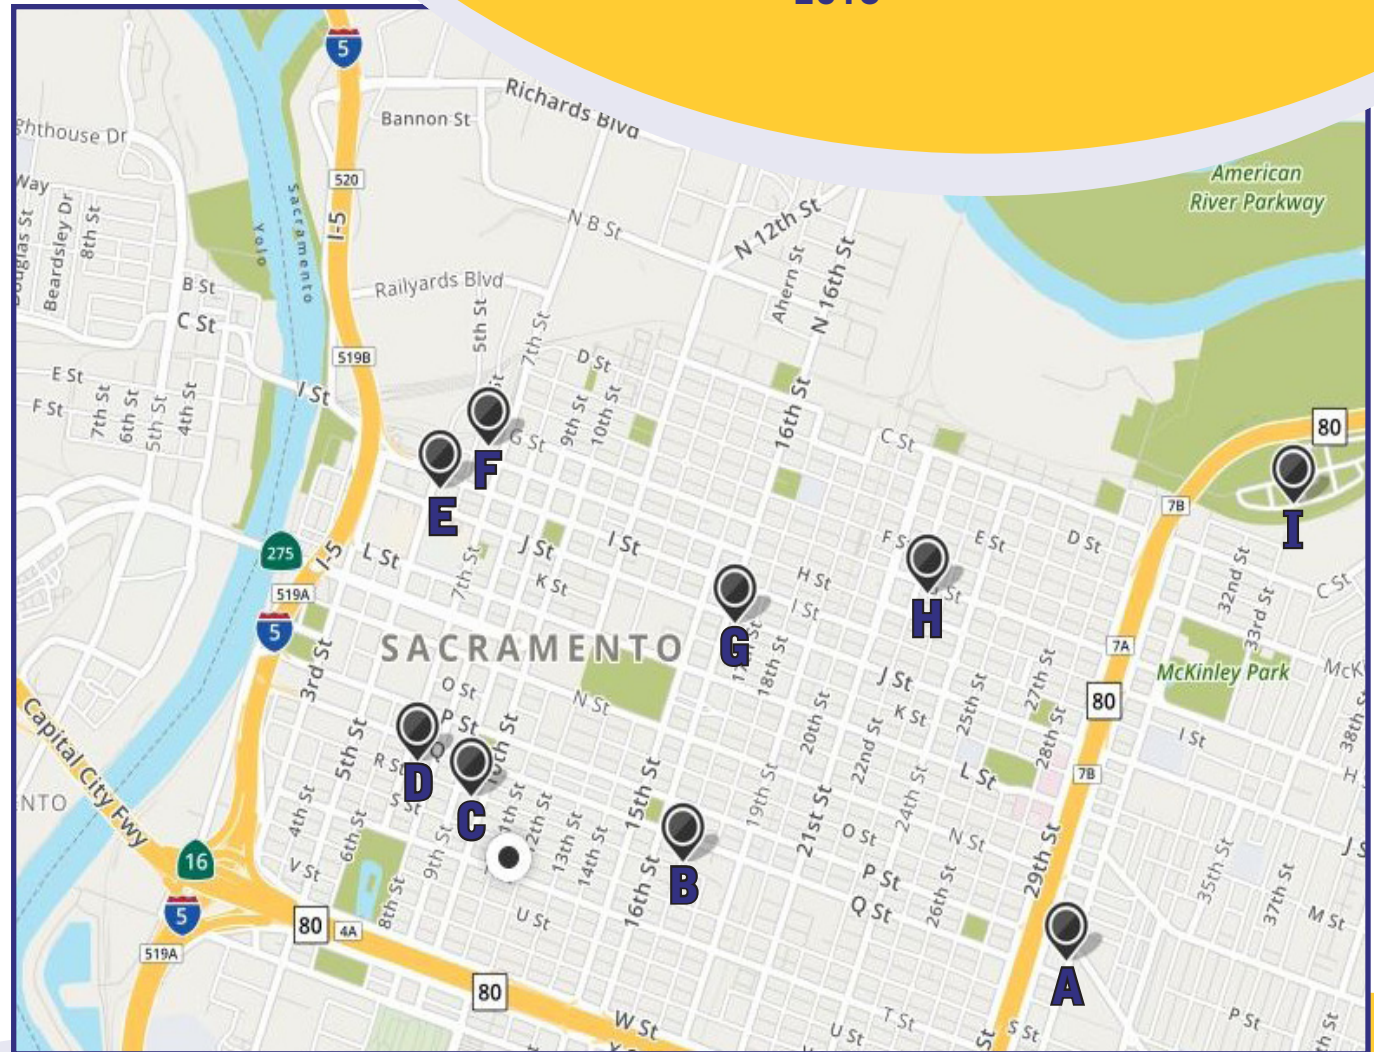 5
Richards Blvd
Bannon St
American
River Parkway
520
Way
Beardsley Dr
8th St
Sacramento
Yolo
I-5
N B St
N 12th St
Ahern St
N 16th St
B St
C St
Railyards Blvd
5th St
7th St
519B
D St
E St
F St
7th St
6th St
5th St
4th St
I St
9th St
10th St
16th St
C St
80
G St
F
E
7B
I
275
I-5
L St
7th St
J St
I St
K St
H St
I St
E St
D St
32nd St
33rd St
C St
519A
5
H
G
SACRAMENTO
18th St
7A
McKinley Park
3rd St
O St
P St
N St
J St
K St
25th St
27th St
28th St
80
I St
38th St
Capital City Fwy
5th St
R St
D
C
S St
15th St
19th St
20th St
21st St
22nd St
24th St
L St
7B
H
4th St
6th St
9th St
13th St
14th St
16th St
B
O St
N St
P St
Q St
26th St
29th St
35th St
37th St
M St
16
V St
8th St
5
80
4A
519A
U St
A
80
W St
U St
T St
S St
P St